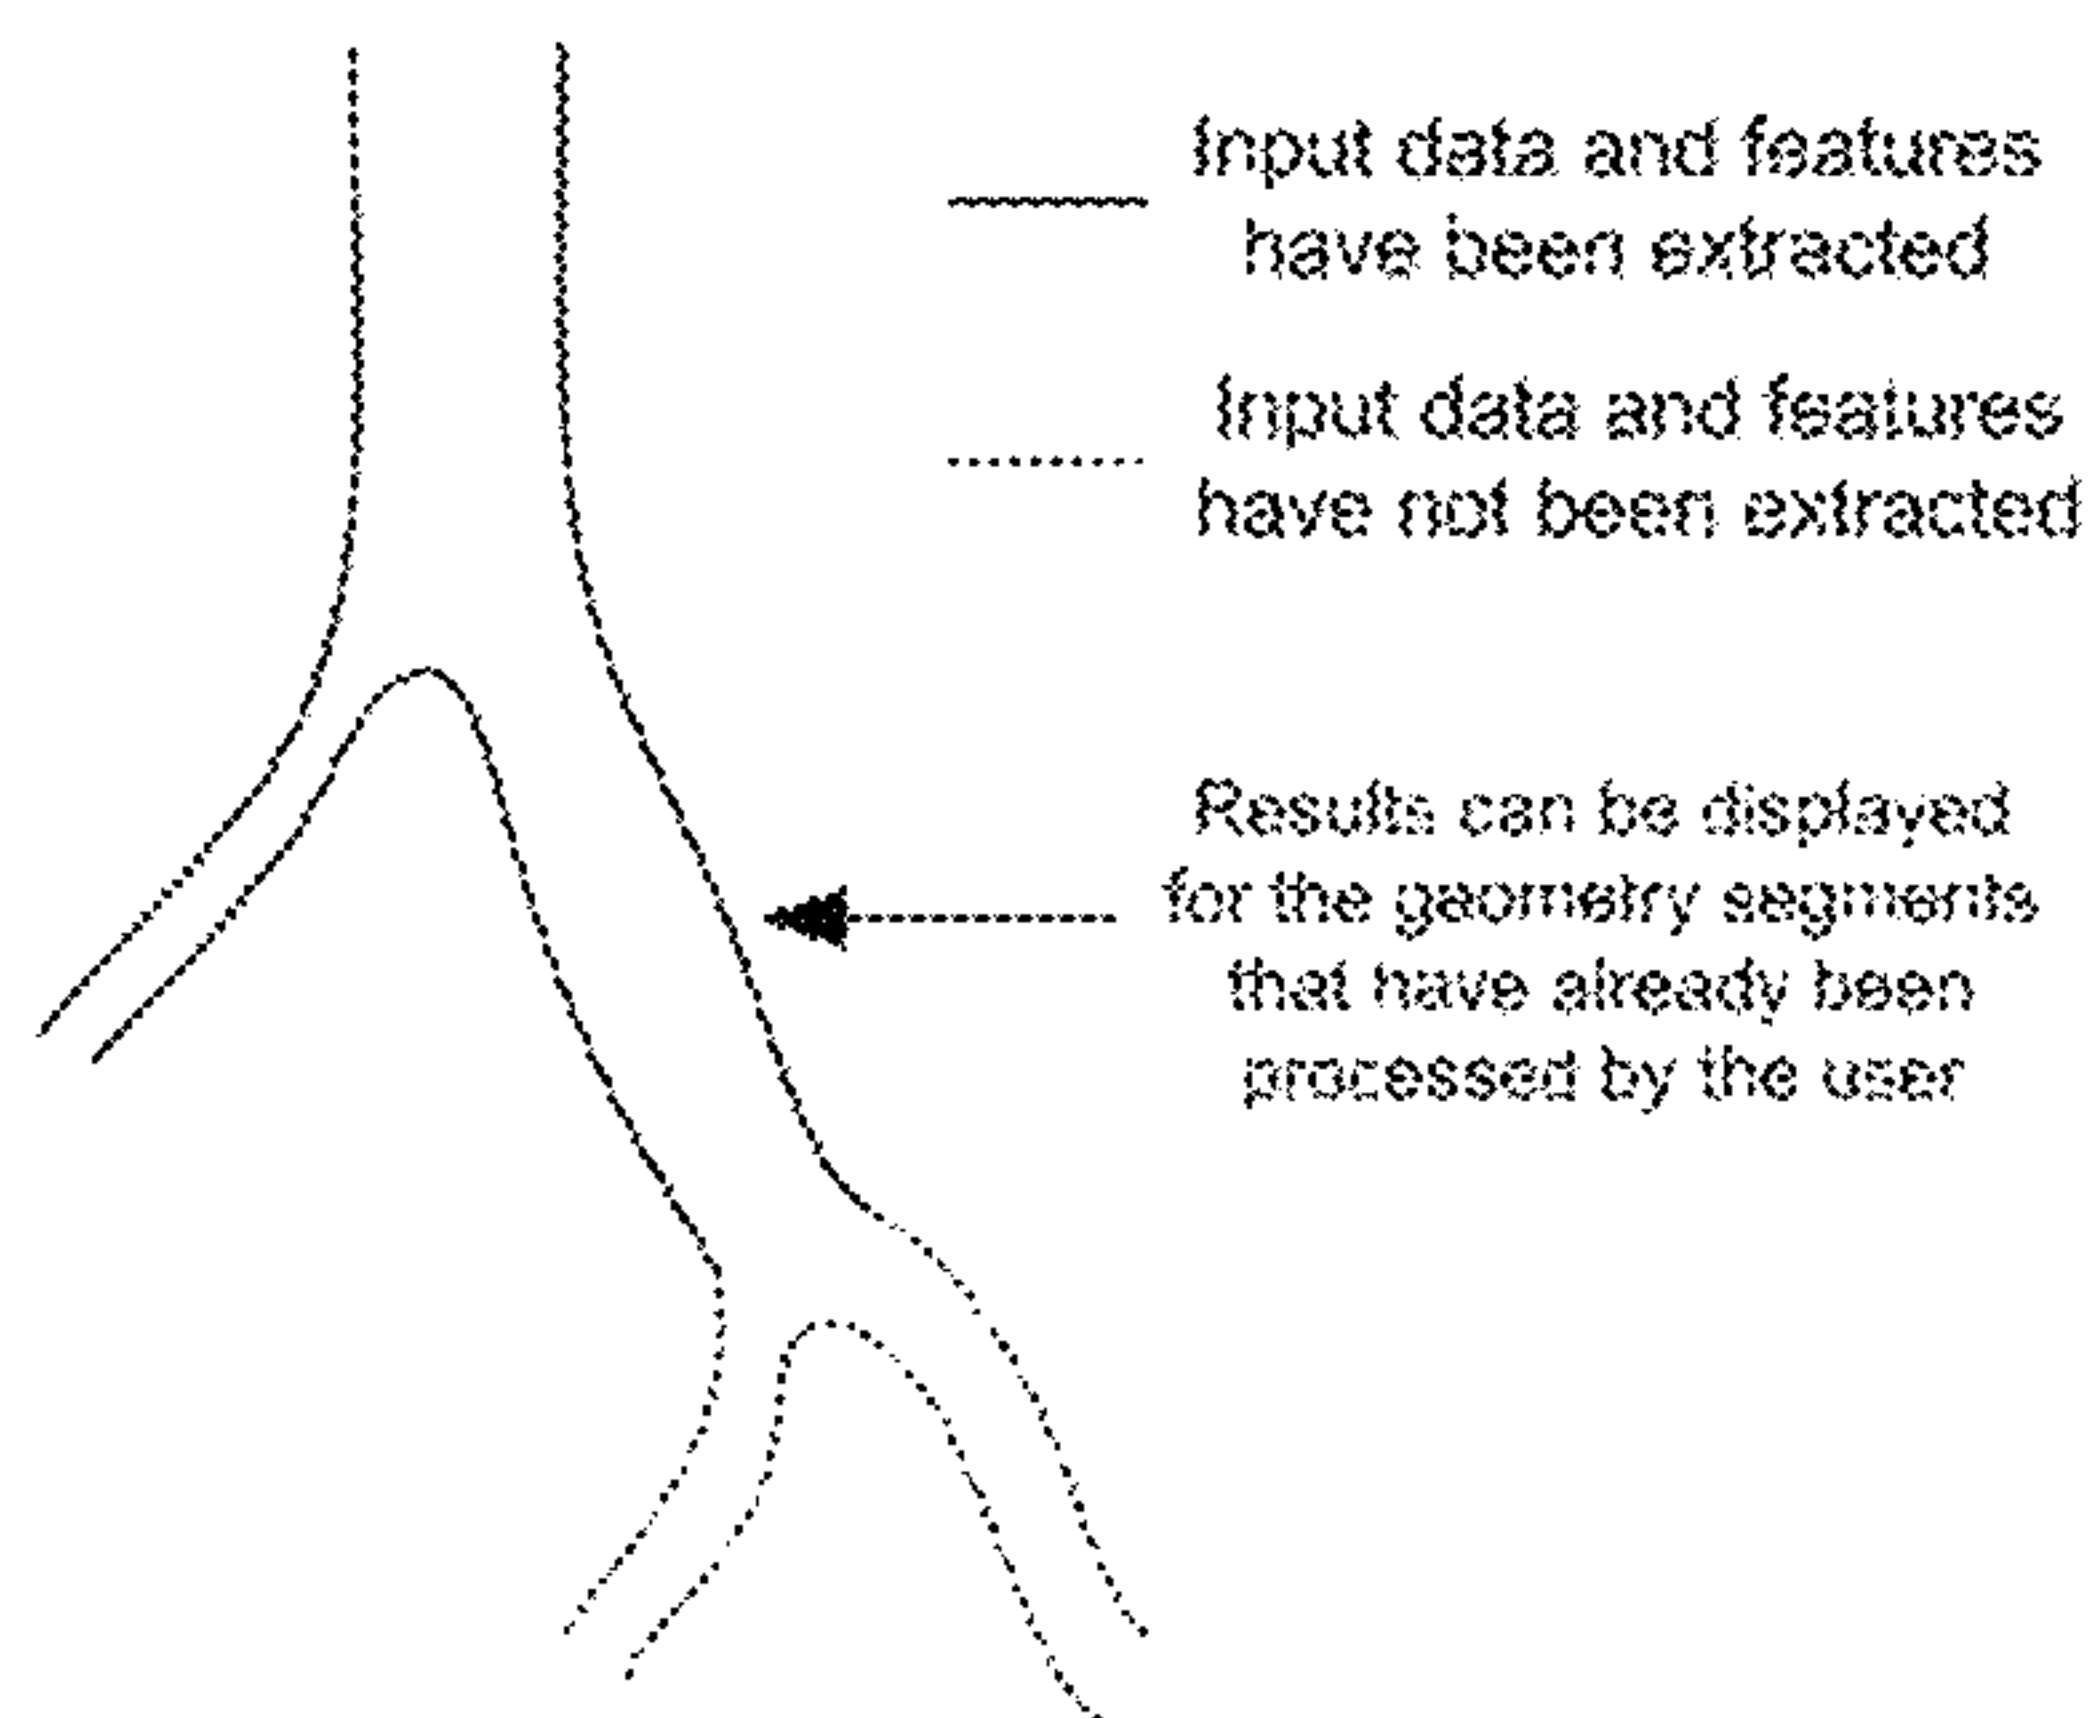 Input data and features
have been extracted
Input data and features
have not been extracted
Results can be displayed
for the geometry segments
that have already been
processed by the user